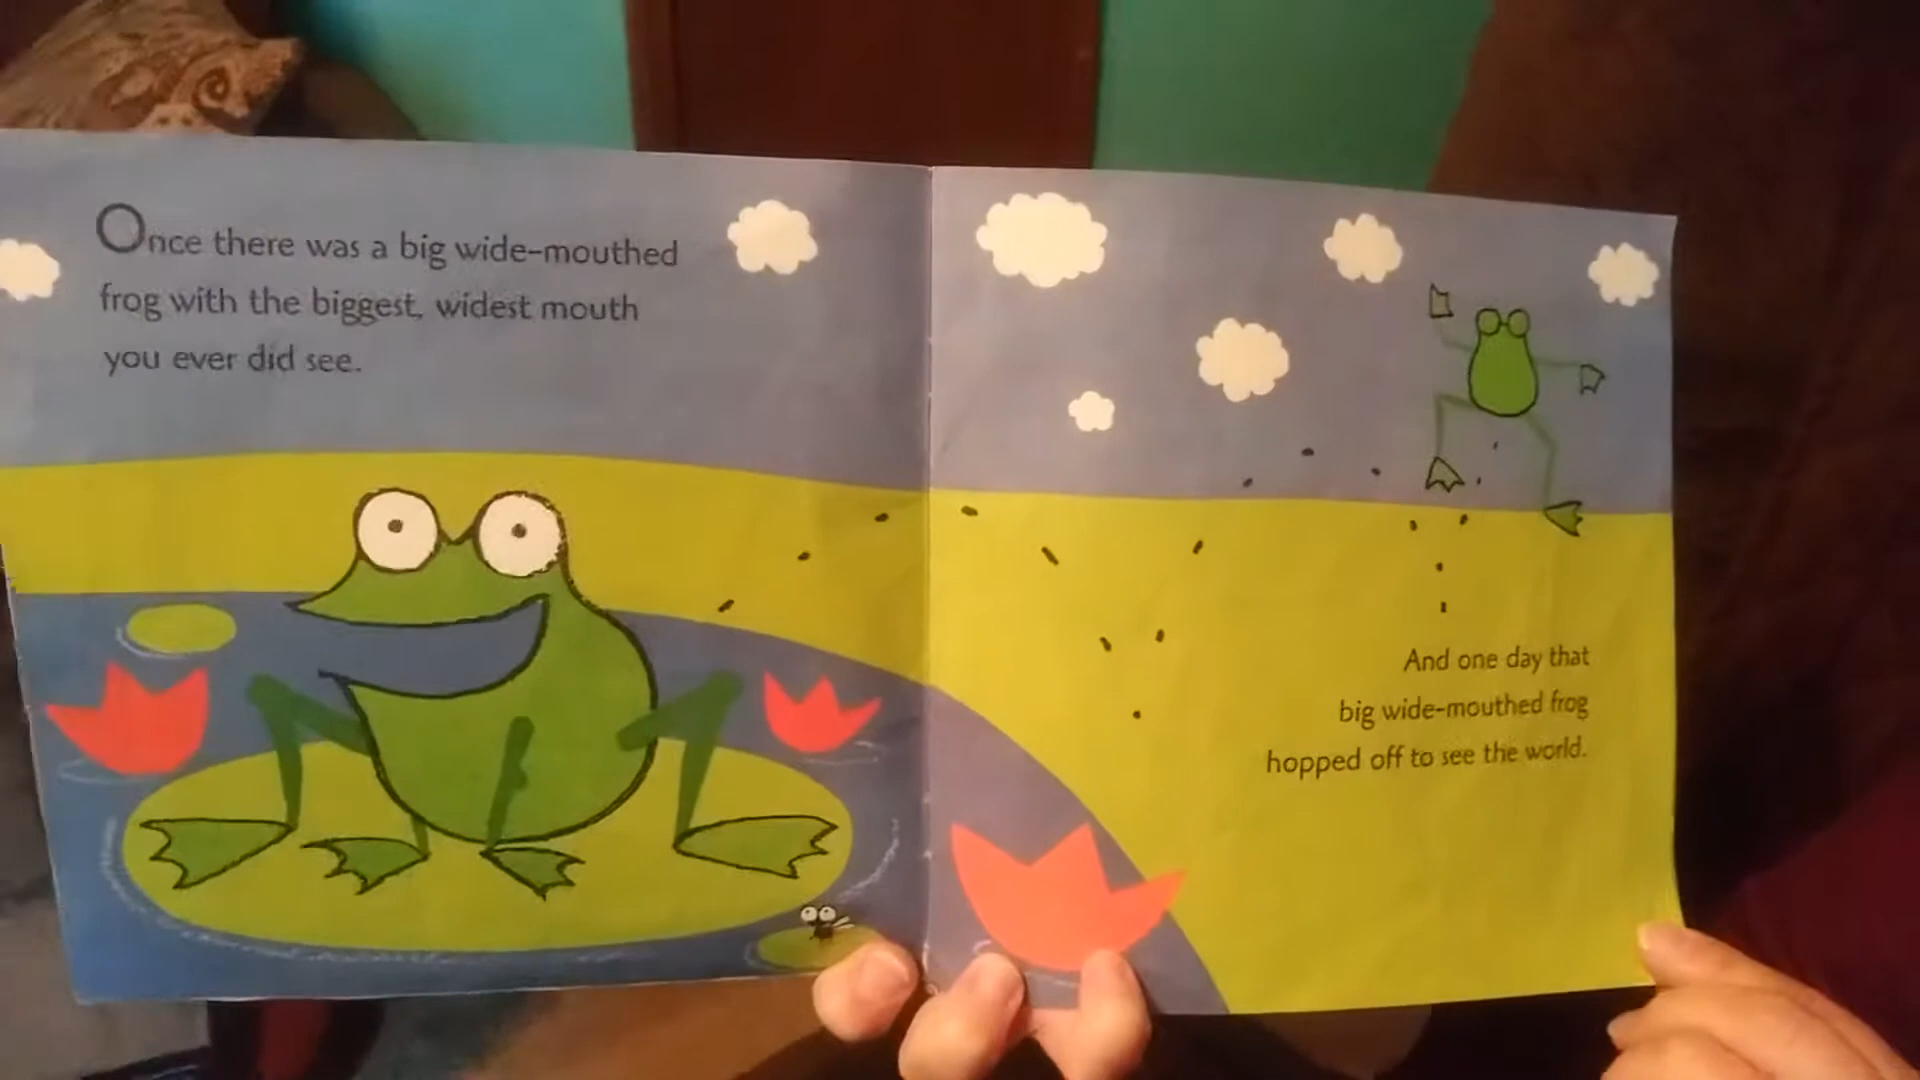 Once there was a big wide-mouthed
frog with the biggest, widest mouth
you ever did see.
And one day that
big wide-mouthed frog
hopped off to see the world.